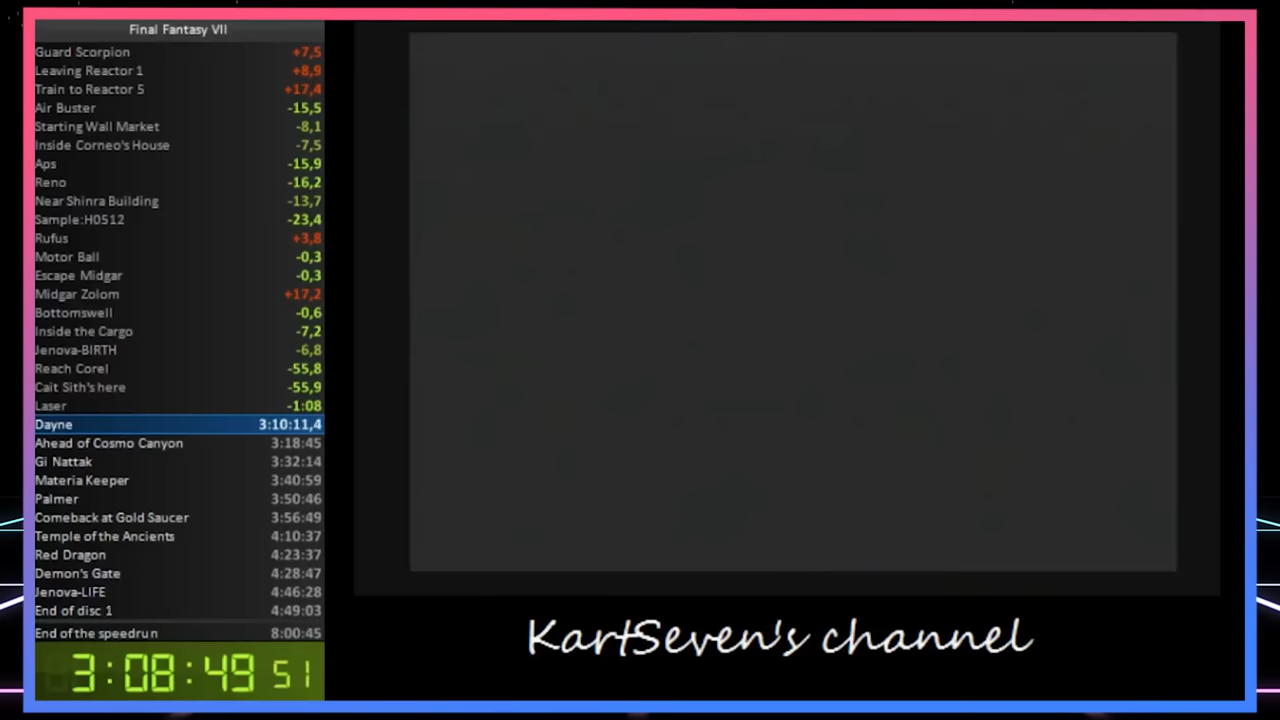 Final Fantasy VII
Guard Scorpion +7,5
Leaving Reactor 1 +8,9
Train to Reactor 5 +17,4
Air Buster -15,5
Starting Wall Market -8,1
Inside Corneo's House -7,5
Aps -15,9
Reno -16,2
Near Shinra Building -13,7
Sample:H0512 -23,4
Rufus +3,8
Motor Ball -0,3
Escape Midgar -0,3
Midgar Zolom +17,2
Bottomswell -0,6
Inside the Cargo -7,2
Jenova-BIRTH -6,8
Reach Corel -55,8
Cait Sith's here -55,9
Laser -1:08
Dayne 3:10:11,4
Ahead of Cosmo Canyon 3:18:45
Gi Nattak 3:32:14
Materia Keeper 3:40:59
Palmer 3:50:46
Comeback at Gold Saucer 3:56:49
Temple of the Ancients 4:10:37
Red Dragon 4:23:37
Demon's Gate 4:28:47
Jenova-LIFE 4:46:28
End of disc 1 4:49:03
End of the speedrun 8:00:45
3:08:49 51
KartSeven's channel